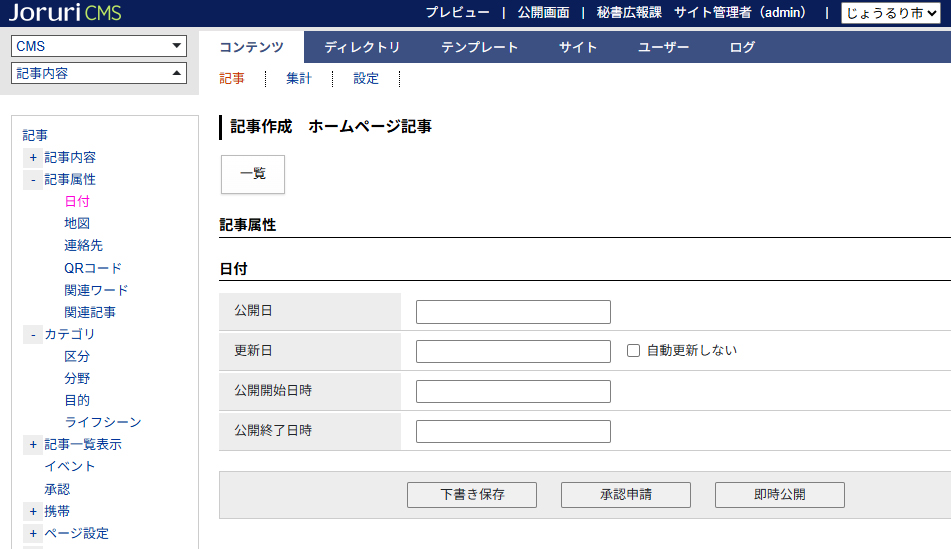 Joruri CMS
プレビュー | 公開画面 | 秘書広報課　サイト管理者（admin） | じょうるり市
CMS
記事内容
コンテンツ ディレクトリ テンプレート サイト ユーザー ログ
記事 集計 設定
記事
+ 記事内容
- 記事属性
日付
地図
連絡先
QRコード
関連ワード
関連記事
- カテゴリ
区分
分野
目的
ライフシーン
+ 記事一覧表示
イベント
承認
+ 携帯
+ ページ設定
記事作成　ホームページ記事
一覧
記事属性
日付
公開日
更新日 自動更新しない
公開開始日時
公開終了日時
下書き保存 承認申請 即時公開